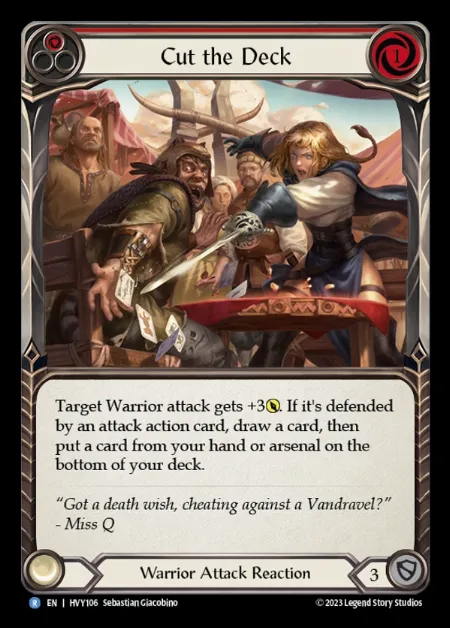 Cut the Deck
1
Target Warrior attack gets +3. If it's defended
by an attack action card, draw a card, then
put a card from your hand or arsenal on the
bottom of your deck.
“Got a death wish, cheating against a Vandravel?”
- Miss Q
Warrior Attack Reaction
3
R EN | HVY106 Sebastian Giacobino
© 2023 Legend Story Studios